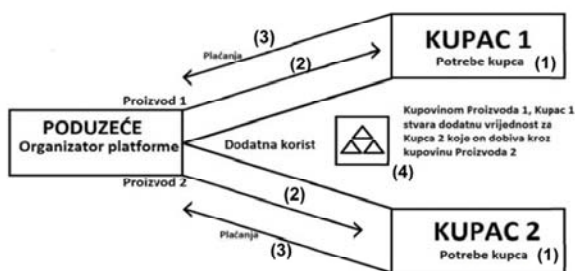 (3)
Plaćanja
(2)
KUPAC 1
Potrebe kupca (1)
Proizvod 1
PODUZEĆE
Organizator platforme
Dodatna korist
Kupovinom Proizvoda 1, Kupac 1
stvara dodatnu vrijednost za
Kupca 2 koje on dobiva kroz
kupovinu Proizvoda 2
(4)
Proizvod 2
(2)
Plaćanja
(3)
KUPAC 2
Potrebe kupca (1)